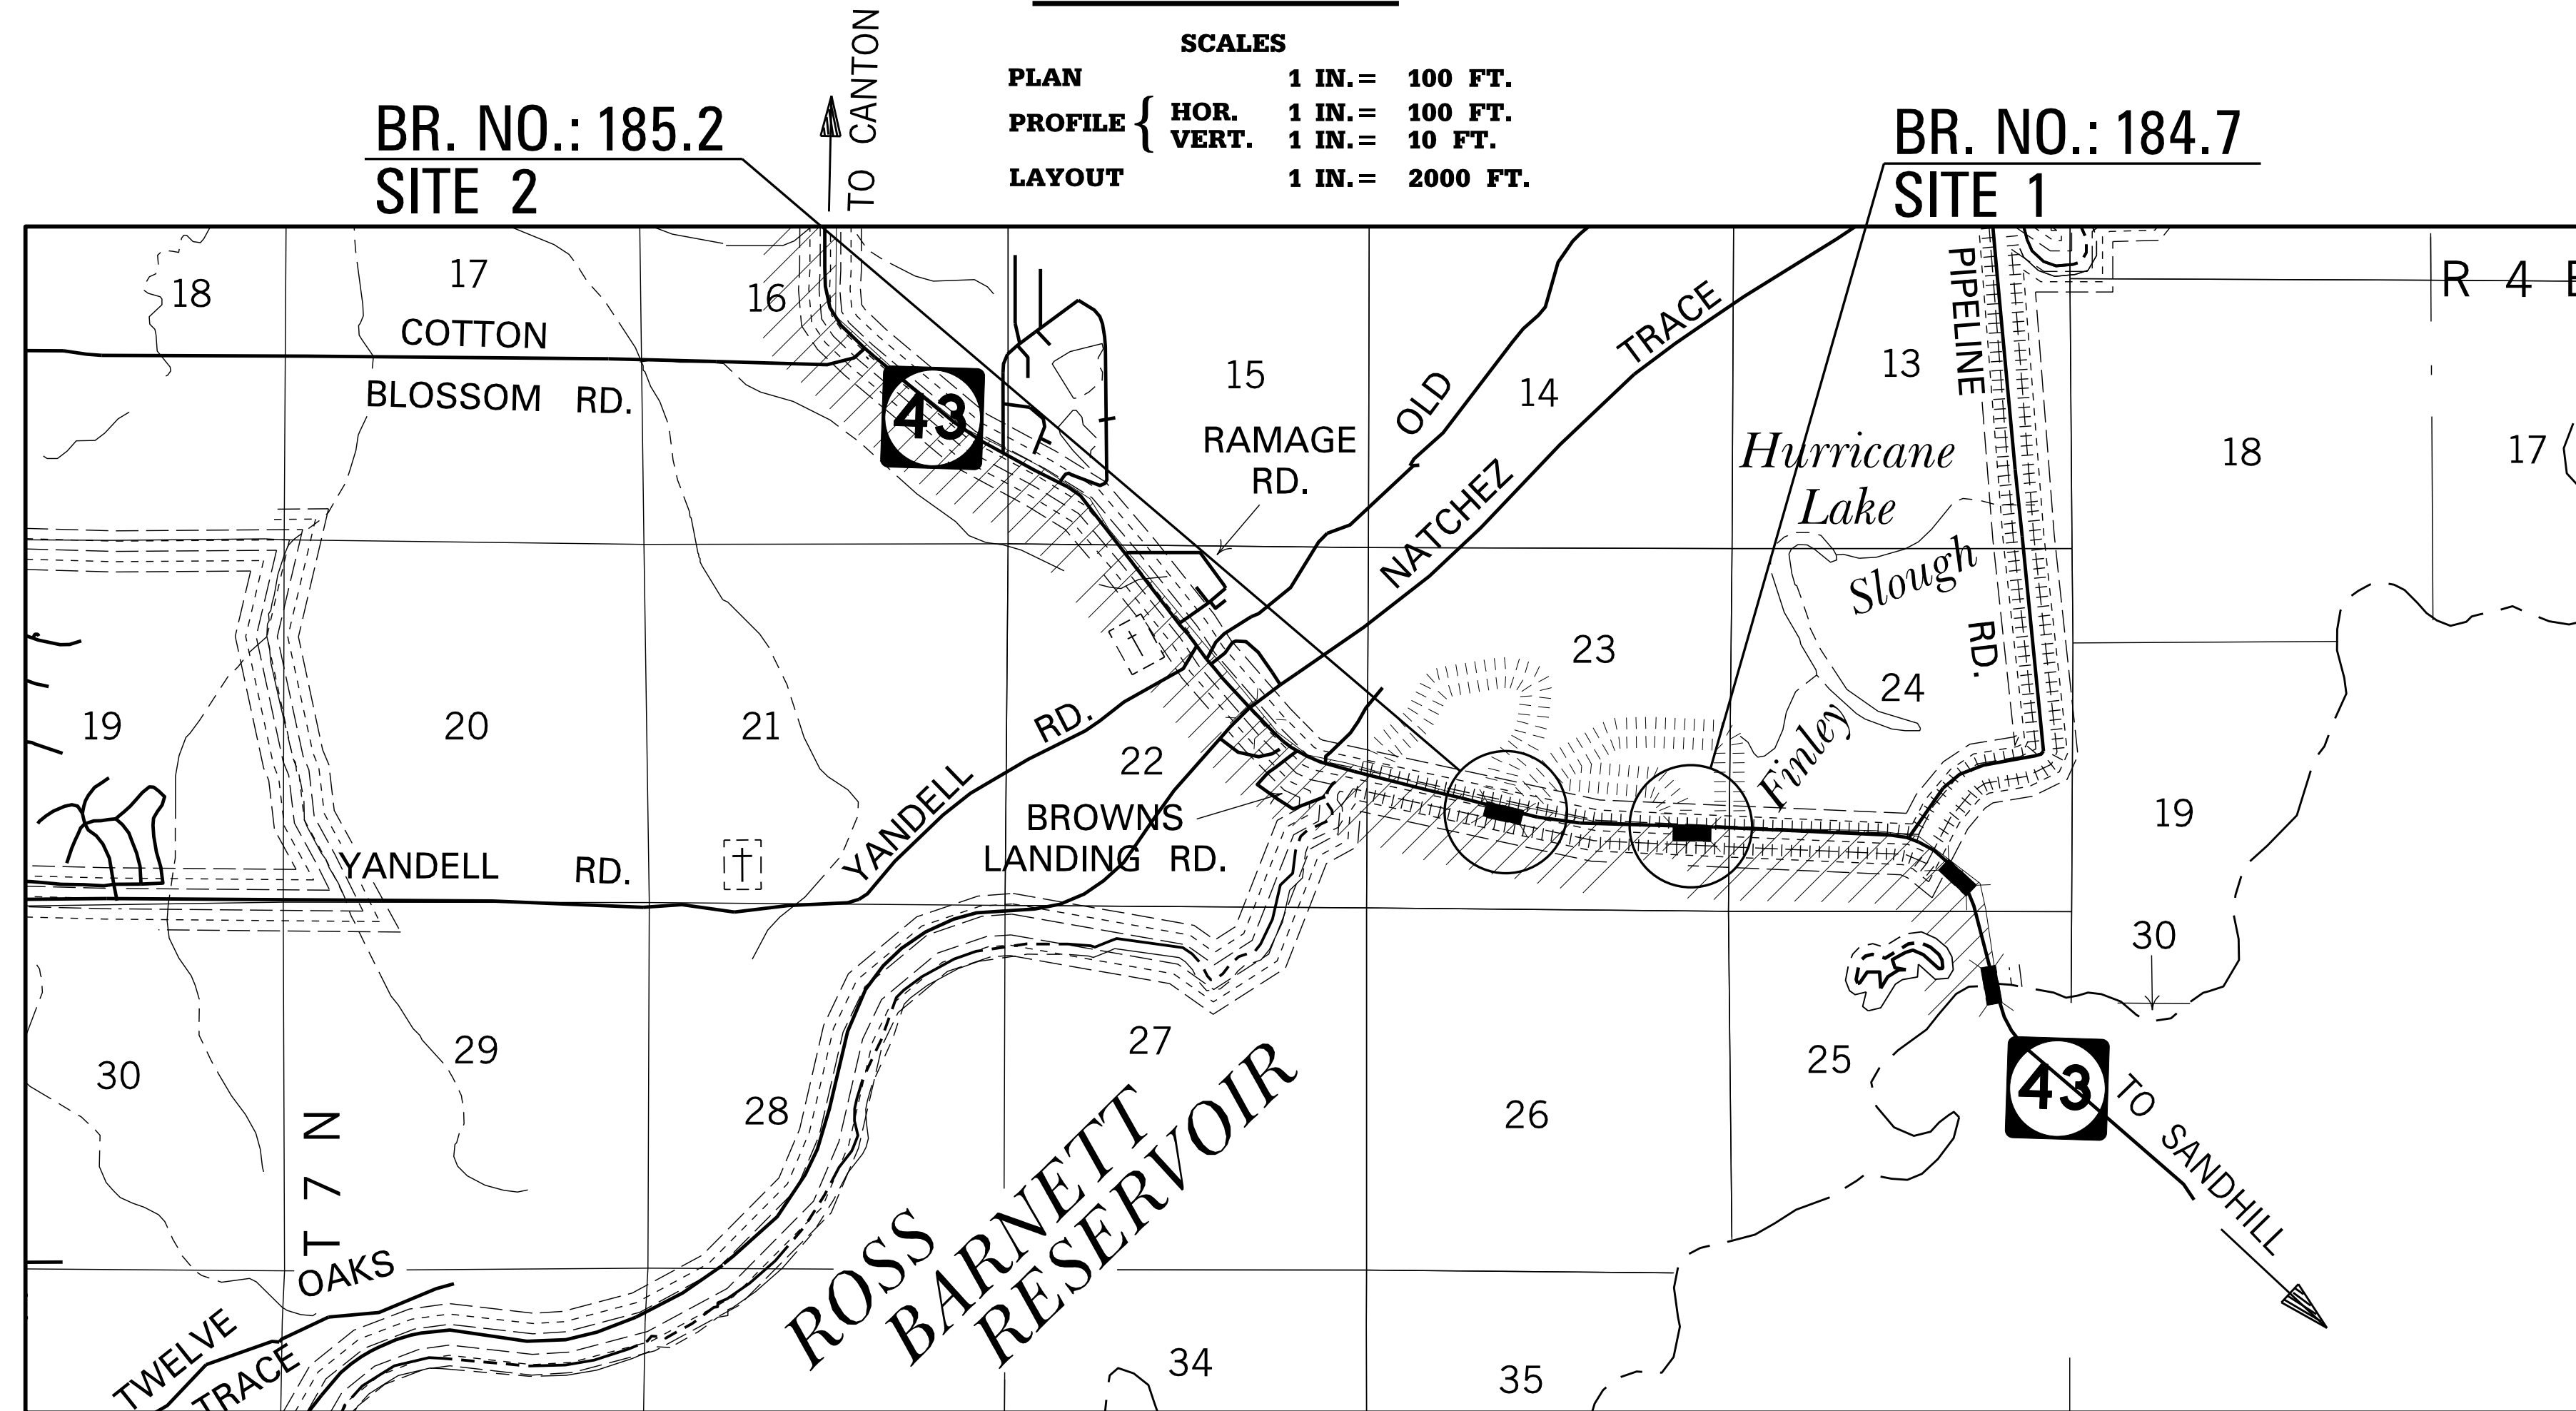 SCALES
PLAN 1 IN.= 100 FT.
PROFILE { HOR. 1 IN.= 100 FT.
VERT. 1 IN.= 10 FT.
LAYOUT 1 IN.= 2000 FT.
BR. NO.: 185.2
SITE 2
TO CANTON
BR. NO.: 184.7
SITE 1
18
17
16
COTTON
BLOSSOM RD.
43
15
RAMAGE
RD.
OLD
NATCHEZ TRACE
14
13
PIPELINE RD.
R 4 E
Hurricane
Lake
Finley Slough
18
17
19
20
21
22
23
24
19
YANDELL RD.
YANDELL RD.
BROWNS
LANDING RD.
30
30
29
28
27
26
25
43
TO SANDHILL
T 7 N
ROSS
BARNETT
RESERVOIR
TWELVE OAKS
TRACE
34
35